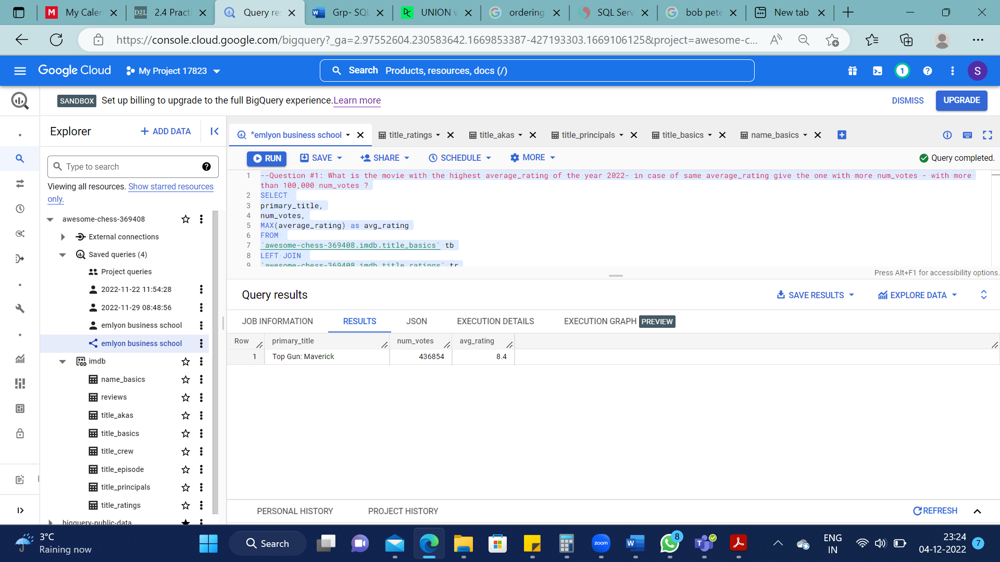 My Caler
2.4 Practi
Query re
Grp- SQL
UNION v
ordering
SQL Serv
bob pete
New tab
https://console.cloud.google.com/bigquery?_ga=2.97552604.230583642.1669853387-427193303.1669106125&project=awesome-c...
Google Cloud
My Project 17823
Search Products, resources, docs (/)
1
S
SANDBOX Set up billing to upgrade to the full BigQuery experience. Learn more
DISMISS
UPGRADE
Explorer
+ ADD DATA
Type to search
Viewing all resources. Show starred resources
only.
awesome-chess-369408
External connections
Saved queries (4)
Project queries
2022-11-22 11:54:28
2022-11-29 08:48:56
emlyon business school
emlyon business school
imdb
name_basics
reviews
title_akas
title_basics
title_crew
title_episode
title_principals
title_ratings
bigquery-public-data
*emlyon business school
title_ratings
title_akas
title_principals
title_basics
name_basics
RUN
SAVE
SHARE
SCHEDULE
MORE
Query completed.
1 --Question #1: What is the movie with the highest average_rating of the year 2022- in case of same average_rating give the one with more num_votes - with more
than 100,000 num_votes ?
2 SELECT
3 primary_title,
4 num_votes,
5 MAX(average_rating) as avg_rating
6 FROM
7 `awesome-chess-369408.imdb.title_basics` tb
8 LEFT JOIN
9 `awesome-chess-369408.imdb.title_ratings` tr
Press Alt+F1 for accessibility options.
Query results
SAVE RESULTS
EXPLORE DATA
JOB INFORMATION
RESULTS
JSON
EXECUTION DETAILS
EXECUTION GRAPH PREVIEW
Row primary_title num_votes avg_rating
1 Top Gun: Maverick 436854 8.4
PERSONAL HISTORY
PROJECT HISTORY
REFRESH
3°C
Raining now
Search
zoom
8
ENG
IN
23:24
04-12-2022
7